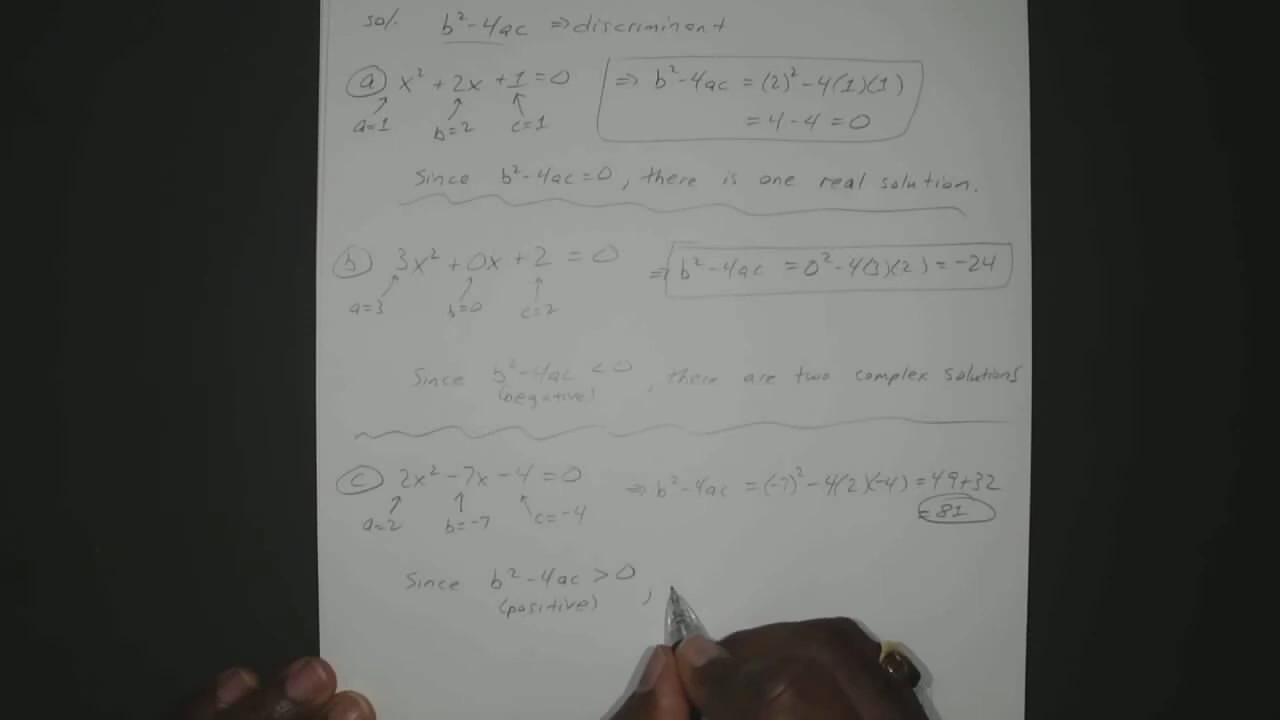 sol. b²-4ac ⇒ discriminant
(a) x² + 2x + 1 = 0 ⇒ b²-4ac = (2)² - 4(1)(1)
a=1 b=2 c=1 = 4 - 4 = 0
Since b²-4ac = 0, there is one real solution.
(b) 3x² + 0x + 2 = 0 ⇒ b²-4ac = 0² - 4(3)(2) = -24
a=3 b=0 c=2
Since b²-4ac < 0, there are two complex solutions
(negative)
(c) 2x² - 7x - 4 = 0 ⇒ b²-4ac = (-7)² - 4(2)(-4) = 49+32
a=2 b=-7 c=-4 = 81
Since b²-4ac > 0,
(positive)